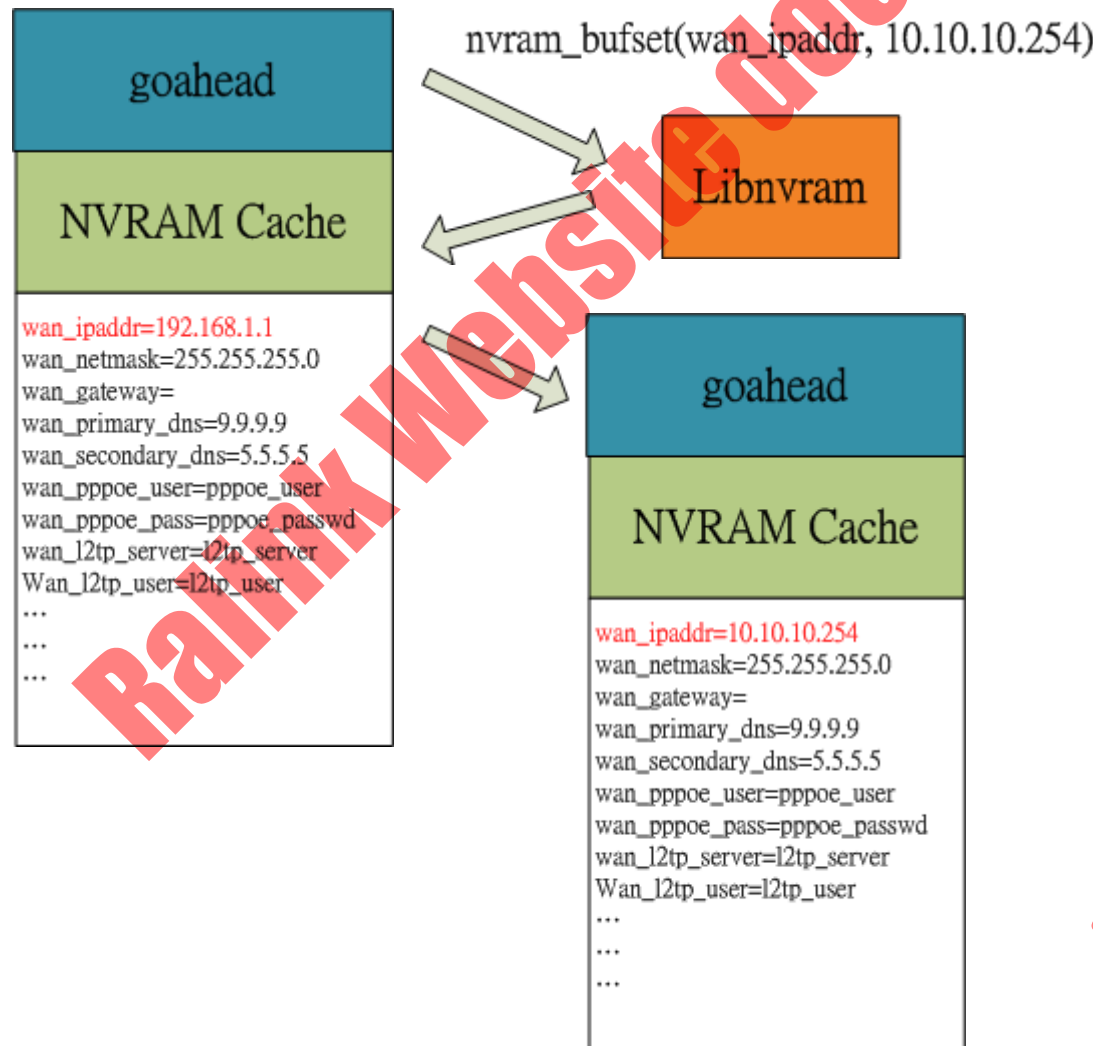 nvram_bufset(wan_ipaddr, 10.10.10.254)
goahead
NVRAM Cache
Libnvram
wan_ipaddr=192.168.1.1
wan_netmask=255.255.255.0
wan_gateway=
wan_primary_dns=9.9.9.9
wan_secondary_dns=5.5.5.5
wan_pppoe_user=pppoe_user
wan_pppoe_pass=pppoe_passwd
wan_l2tp_server=l2tp_server
Wan_l2tp_user=l2tp_user
...
...
...
goahead
NVRAM Cache
wan_ipaddr=10.10.10.254
wan_netmask=255.255.255.0
wan_gateway=
wan_primary_dns=9.9.9.9
wan_secondary_dns=5.5.5.5
wan_pppoe_user=pppoe_user
wan_pppoe_pass=pppoe_passwd
wan_l2tp_server=l2tp_server
Wan_l2tp_user=l2tp_user
...
...
...
Ralink Website